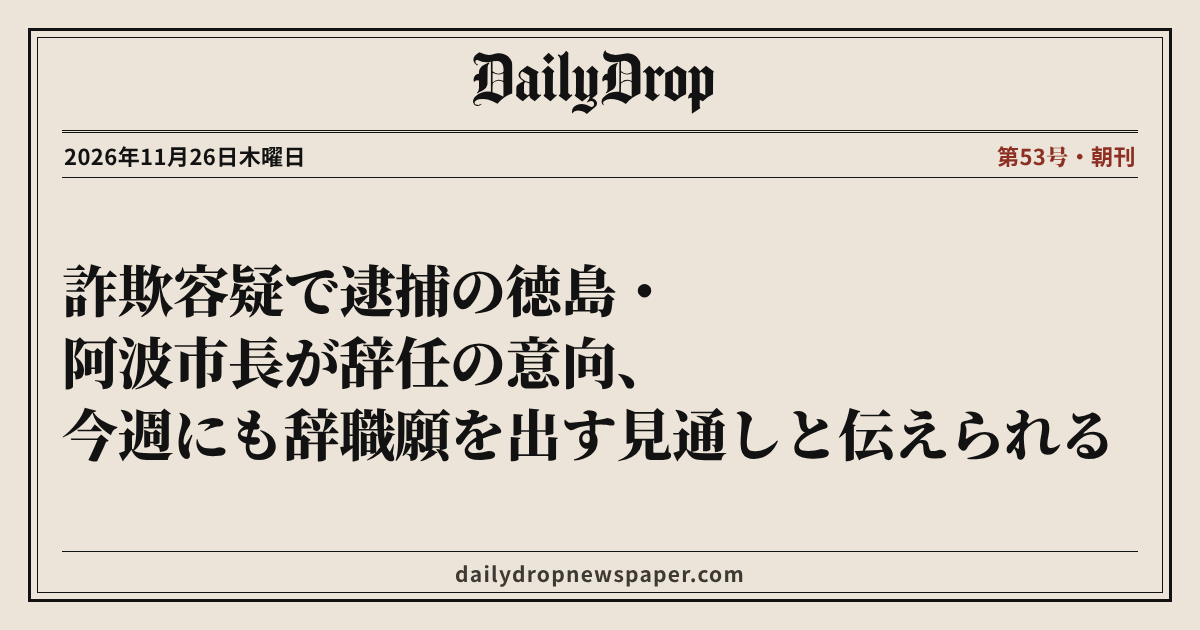 DailyDrop
2026年11月26日木曜日
第53号・朝刊
詐欺容疑で逮捕の徳島・
阿波市長が辞任の意向、
今週にも辞職願を出す見通しと伝えられる
dailydropnewspaper.com